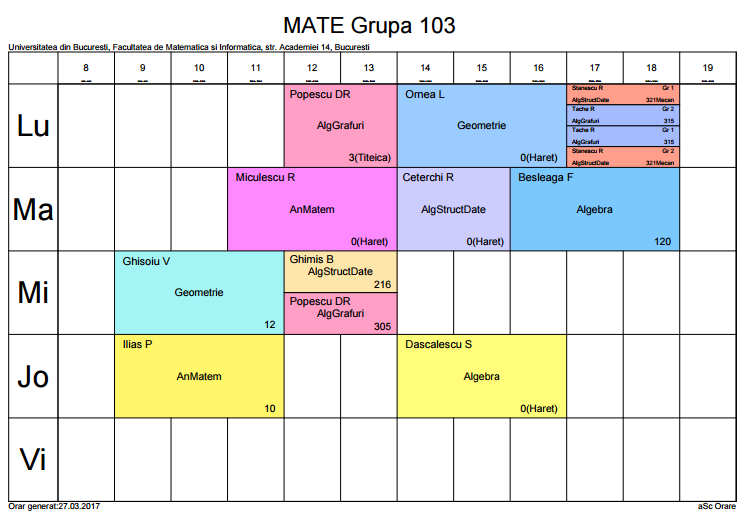 MATE Grupa 103
Universitatea din Bucuresti, Facultatea de Matematica si Informatica, str. Academiei 14, Bucuresti
8 9 10 11 12 13 14 15 16 17 18 19
Lu
Popescu DR
AlgGrafuri
3(Titeica)
Ornea L
Geometrie
0(Haret)
Stanescu R Gr 1
AlgStructDate 321Mecan
Tache R Gr 2
AlgGrafuri 315
Tache R Gr 1
AlgGrafuri 315
Stanescu R Gr 2
AlgStructDate 321Mecan
Ma
Miculescu R
AnMatem
0(Haret)
Ceterchi R
AlgStructDate
0(Haret)
Besleaga F
Algebra
120
Mi
Ghisoiu V
Geometrie
12
Ghimis B
AlgStructDate
216
Popescu DR
AlgGrafuri
305
Jo
Ilias P
AnMatem
10
Dascalescu S
Algebra
0(Haret)
Vi
Orar generat:27.03.2017 aSc Orare